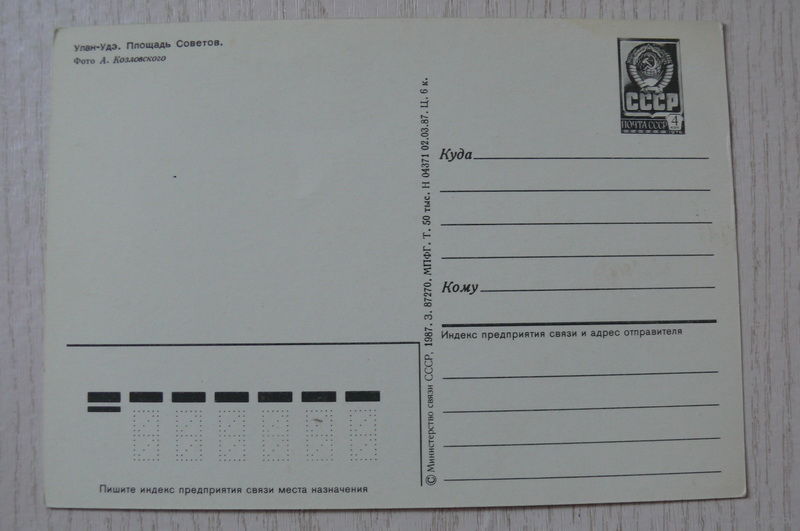 Улан-Удэ. Площадь Советов.
Фото А. Козловского
СССР
ПОЧТА СССР 4
Куда
Кому
Индекс предприятия связи и адрес отправителя
© Министерство связи СССР, 1987. З. 87270. МПФГ. Т. 50 тыс. Н 04371 02.03.87. Ц. 6 к.
Пишите индекс предприятия связи места назначения